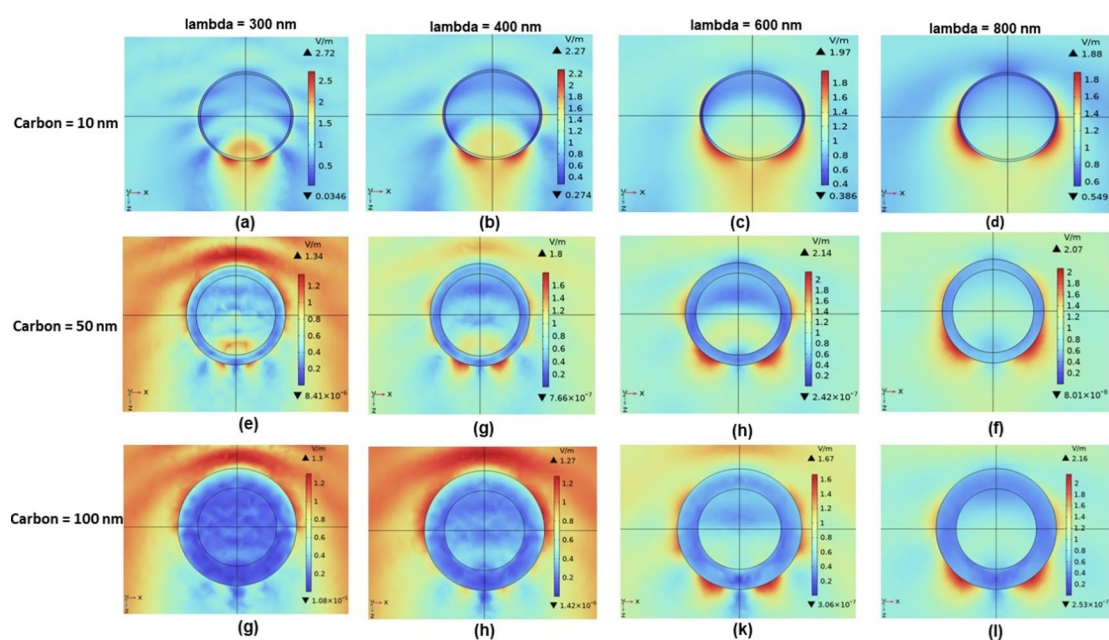 lambda = 300 nm
lambda = 400 nm
lambda = 600 nm
lambda = 800 nm
Carbon = 10 nm
V/m
▲ 2.72
2.5
2
1.5
1
0.5
▼ 0.0346
x
z
(a)
V/m
▲ 2.27
2.2
2
1.8
1.6
1.4
1.2
1
0.8
0.6
0.4
▼ 0.274
x
z
(b)
V/m
▲ 1.97
1.8
1.6
1.4
1.2
1
0.8
0.6
0.4
▼ 0.386
x
z
(c)
V/m
▲ 1.88
1.8
1.6
1.4
1.2
1
0.8
0.6
▼ 0.549
x
z
(d)
Carbon = 50 nm
V/m
▲ 1.34
1.2
1
0.8
0.6
0.4
0.2
▼ 8.41×10⁻⁶
x
z
(e)
V/m
▲ 1.8
1.6
1.4
1.2
1
0.8
0.6
0.4
0.2
▼ 7.66×10⁻⁷
x
z
(g)
V/m
▲ 2.14
2
1.8
1.6
1.4
1.2
1
0.8
0.6
0.4
0.2
▼ 2.42×10⁻⁷
x
z
(h)
V/m
▲ 2.07
2
1.8
1.6
1.4
1.2
1
0.8
0.6
0.4
0.2
▼ 8.01×10⁻⁸
x
z
(f)
Carbon = 100 nm
V/m
▲ 1.3
1.2
1
0.8
0.6
0.4
0.2
x
z
(g)
V/m
▲ 1.27
1.2
1
0.8
0.6
0.4
0.2
x
z
(h)
V/m
▲ 1.67
1.6
1.4
1.2
1
0.8
0.6
0.4
0.2
▼ 3.06×10⁻⁷
x
z
(k)
V/m
▲ 2.16
2
1.8
1.6
1.4
1.2
1
0.8
0.6
0.4
0.2
▼ 2.53×10⁻⁷
x
z
(l)